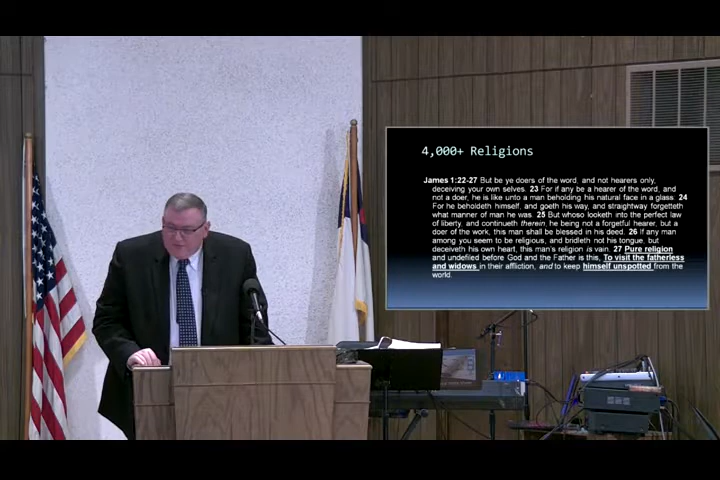 4,000+ Religions
James 1:22-27 But be ye doers of the word, and not hearers only,
deceiving your own selves. 23 For if any be a hearer of the word, and
not a doer, he is like unto a man beholding his natural face in a glass. 24
For he beholdeth himself, and goeth his way, and straightway forgetteth
what manner of man he was. 25 But whoso looketh into the perfect law
of liberty, and continueth therein, he being not a forgetful hearer, but a
doer of the work, this man shall be blessed in his deed. 26 If any man
among you seem to be religious, and bridleth not his tongue, but
deceiveth his own heart, this man's religion is vain. 27 Pure religion
and undefiled before God and the Father is this, To visit the fatherless
and widows in their affliction, and to keep himself unspotted from the
world.